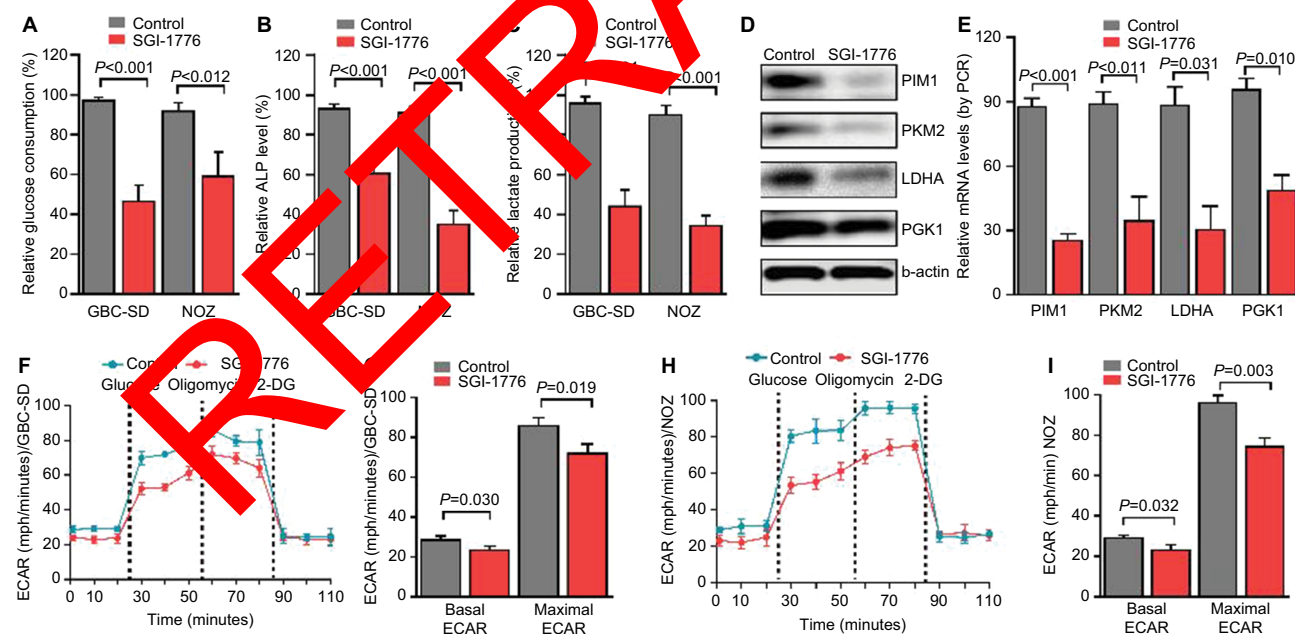 A
Control
SGI-1776
Relative glucose consumption (%)
120
100
80
60
40
20
0
P<0.001
P<0.012
GBC-SD
NOZ
B
Control
SGI-1776
Relative ALP level (%)
120
100
80
60
40
20
0
P<0.001
P<0.001
GBC-SD
NOZ
Control
SGI-1776
Relative lactate production (%)
120
80
60
40
20
0
<.001
GBC-SD
NOZ
D
Control SGI-1776
PIM1
PKM2
LDHA
PGK1
b-actin
E
Control
SGI-1776
Relative mRNA levels (by PCR)
120
90
60
30
0
P<0.001
P<0.011
P=0.031
P=0.010
PIM1
PKM2
LDHA
PGK1
F
Control SGI-1776
Glucose Oligomycin 2-DG
ECAR (mph/minutes)/GBC-SD
100
80
60
40
20
0
0 10 30 50 70 90 110
Time (minutes)
Control
SGI-1776
ECAR (mph/minutes)/GBC-SD
100
80
60
40
20
0
P=0.030
P=0.019
Basal
ECAR
Maximal
ECAR
H
Control SGI-1776
Glucose Oligomycin 2-DG
ECAR (mph/minutes)/NOZ
100
80
60
40
20
0
0 10 30 50 70 90 110
Time (minutes)
I
Control
SGI-1776
ECAR (mph/min) NOZ
100
80
60
40
20
0
P=0.032
P=0.003
Basal
ECAR
Maximal
ECAR
RETRA